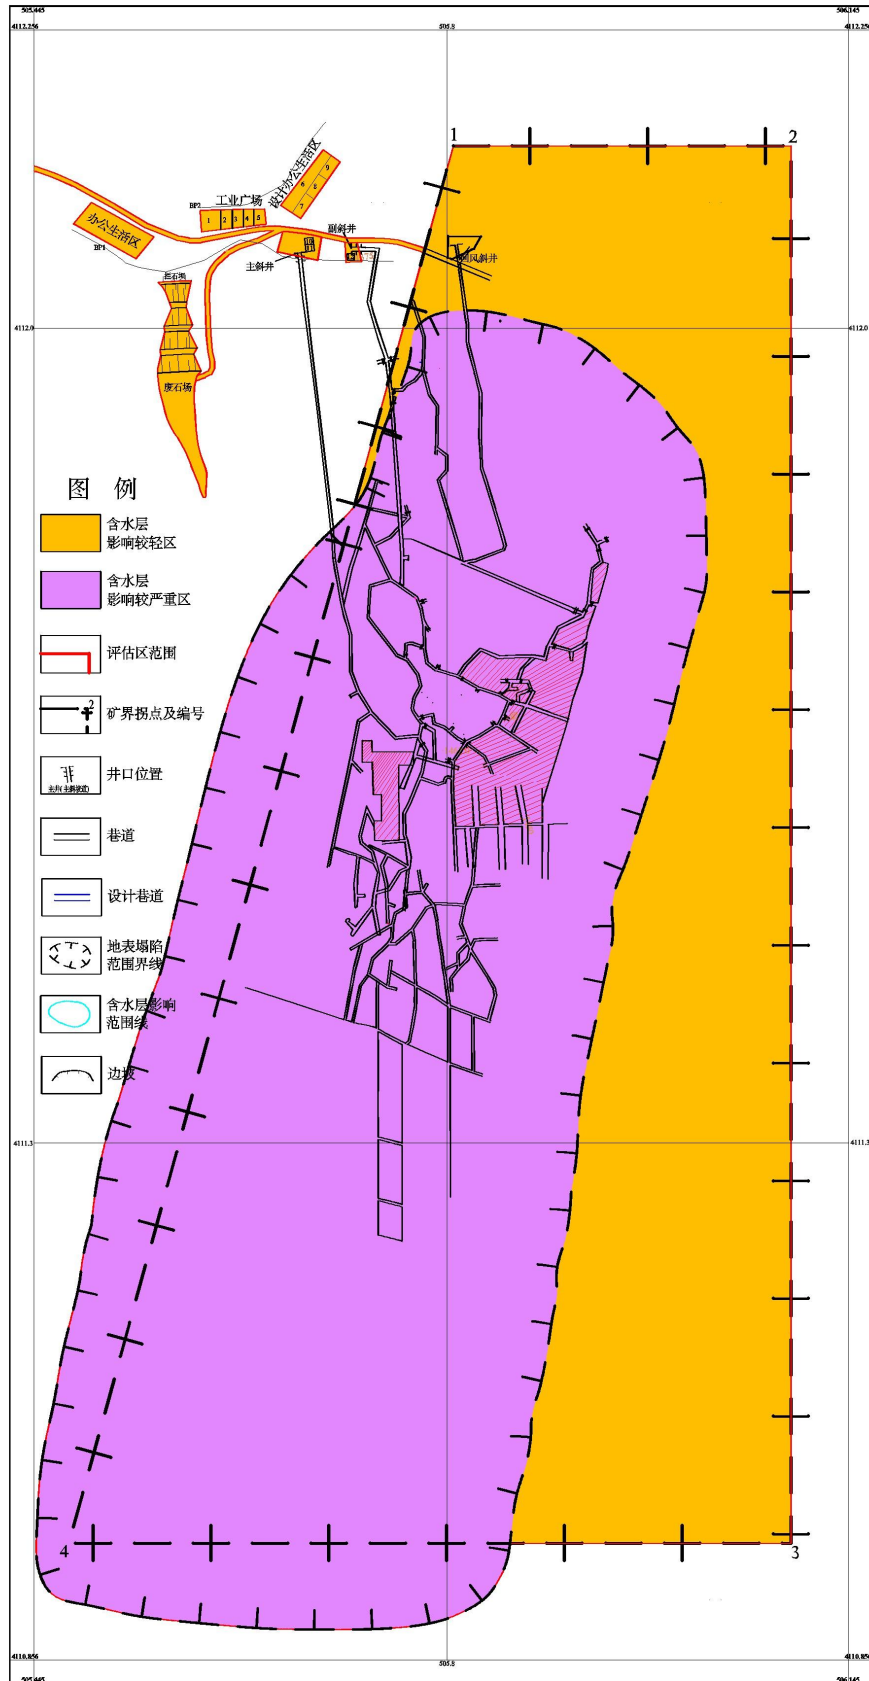 505.445
506.145
4112.256
505.8
4112.256
1
2
设计办公生活区
6
9
8
7
BP2
工业广场
1
2
3
4
5
办公生活区
BP1
副斜井
主斜井
回风斜井
拦石坝
废石场
4112.0
4112.0
图 例
含水层
影响较轻区
含水层
影响较严重区
评估区范围
2
矿界拐点及编号
井口位置
巷道
设计巷道
地表塌陷
范围界线
含水层影响
范围线
边坡
4111.3
4111.3
4
3
4110.856
4110.856
505.445
505.8
506.145